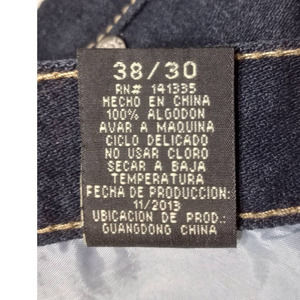 38/30
RN# 141335
HECHO EN CHINA
100% ALGODON
AVAR A MAQUINA
CICLO DELICADO
NO USAR CLORO
SECAR A BAJA
TEMPERATURA
FECHA DE PRODUCCION:
11/2013
UBICACION DE PROD.:
GUANGDONG CHINA